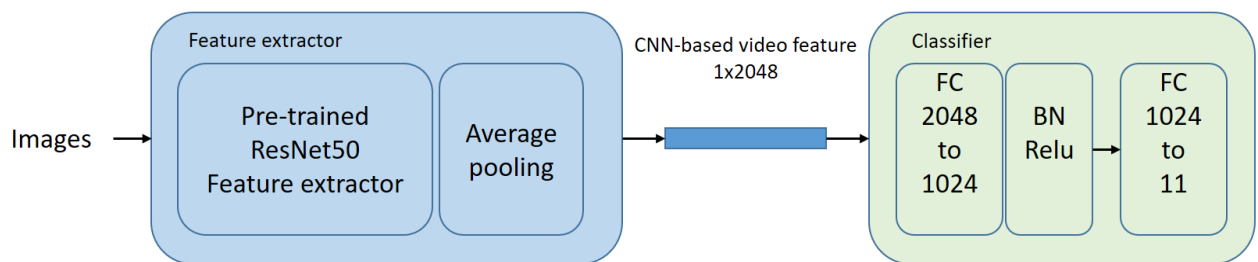 Images
Feature extractor
Pre-trained
ResNet50
Feature extractor
Average
pooling
CNN-based video feature
1x2048
Classifier
FC
2048
to
1024
BN
Relu
FC
1024
to
11